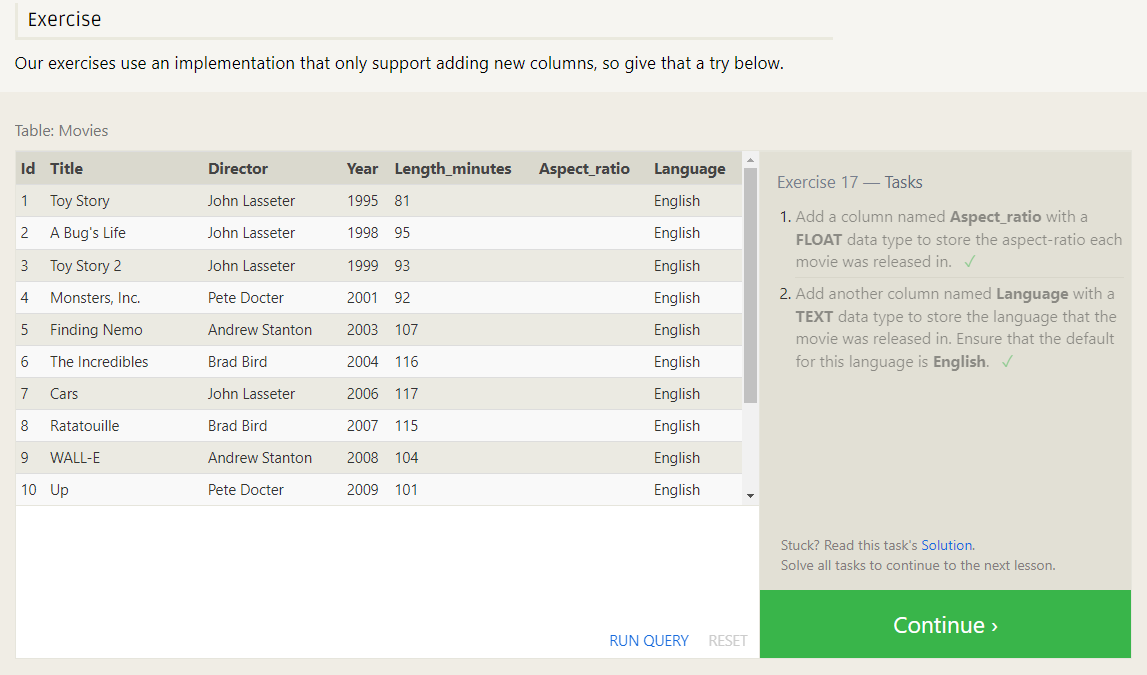 Exercise
Our exercises use an implementation that only support adding new columns, so give that a try below.
Table: Movies
Id Title Director Year Length_minutes Aspect_ratio Language
1 Toy Story John Lasseter 1995 81 English
2 A Bug's Life John Lasseter 1998 95 English
3 Toy Story 2 John Lasseter 1999 93 English
4 Monsters, Inc. Pete Docter 2001 92 English
5 Finding Nemo Andrew Stanton 2003 107 English
6 The Incredibles Brad Bird 2004 116 English
7 Cars John Lasseter 2006 117 English
8 Ratatouille Brad Bird 2007 115 English
9 WALL-E Andrew Stanton 2008 104 English
10 Up Pete Docter 2009 101 English
RUN QUERY RESET
Exercise 17 — Tasks
1. Add a column named Aspect_ratio with a
FLOAT data type to store the aspect-ratio each
movie was released in. ✓
2. Add another column named Language with a
TEXT data type to store the language that the
movie was released in. Ensure that the default
for this language is English. ✓
Stuck? Read this task's Solution.
Solve all tasks to continue to the next lesson.
Continue ›